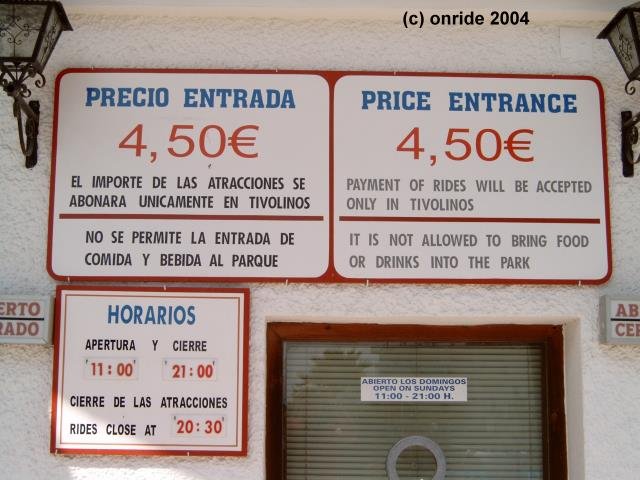 (c) onride 2004
PRECIO ENTRADA
4,50€
EL IMPORTE DE LAS ATRACCIONES SE
ABONARA UNICAMENTE EN TIVOLINOS
NO SE PERMITE LA ENTRADA DE
COMIDA Y BEBIDA AL PARQUE
PRICE ENTRANCE
4,50€
PAYMENT OF RIDES WILL BE ACCEPTED
ONLY IN TIVOLINOS
IT IS NOT ALLOWED TO BRING FOOD
OR DRINKS INTO THE PARK
HORARIOS
APERTURA Y CIERRE
11:00 21:00
CIERRE DE LAS ATRACCIONES
RIDES CLOSE AT 20:30
ABIERTO LOS DOMINGOS
OPEN ON SUNDAYS
11:00 - 21:00 H.